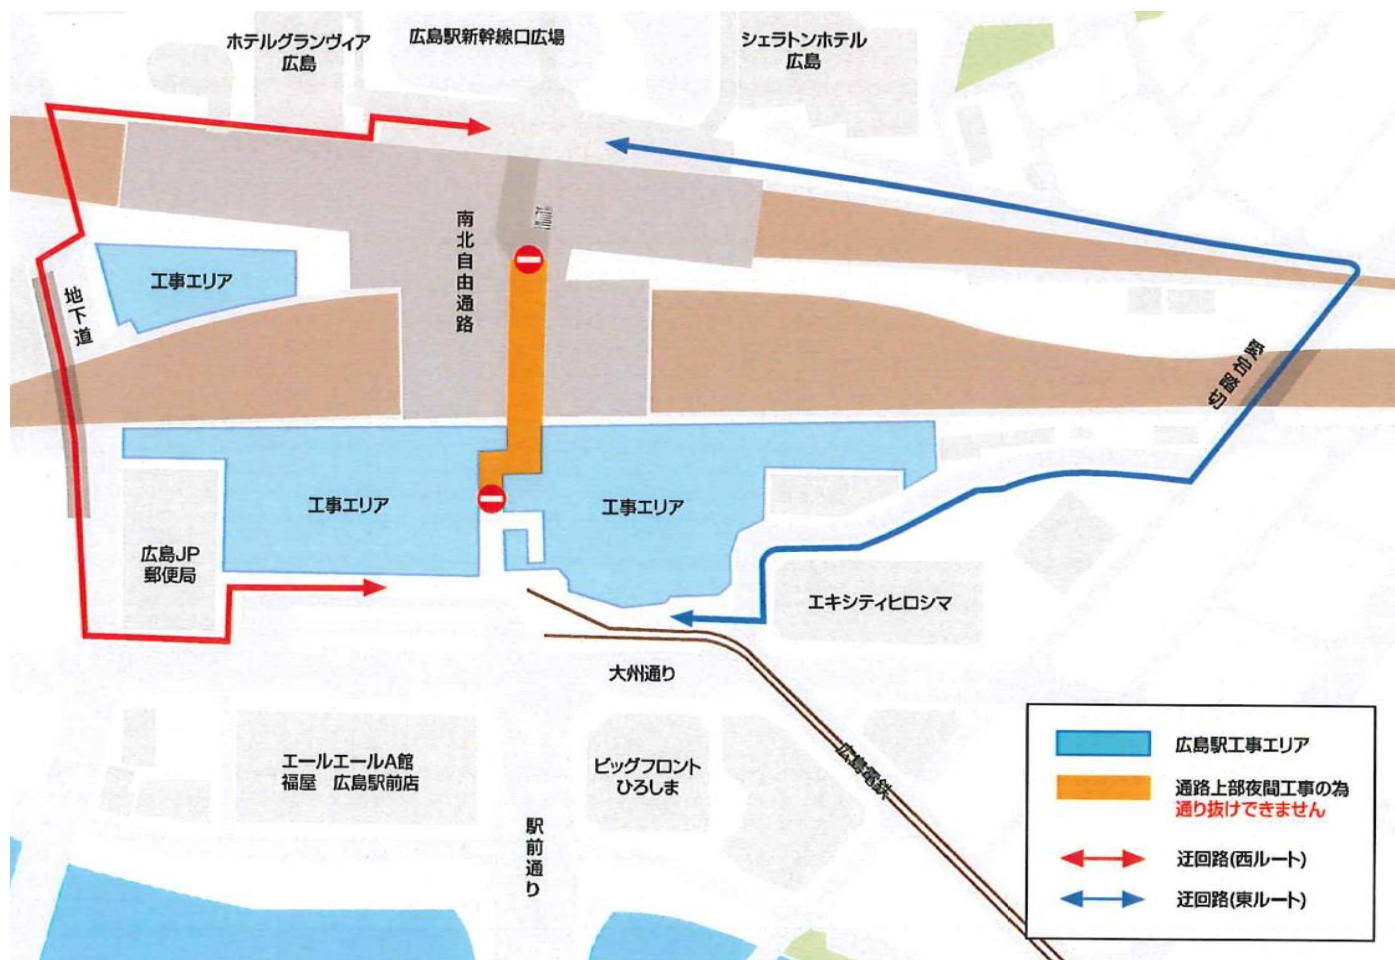 ホテルグランヴィア
広島
広島駅新幹線口広場
シェラトンホテル
広島
南北自由通路
工事エリア
地下道
愛宕踏切
工事エリア
工事エリア
広島JP
郵便局
エキシティヒロシマ
大州通り
広島電鉄
エールエールA館
福屋 広島駅前店
ビッグフロント
ひろしま
駅前通り
広島駅工事エリア
通路上部夜間工事の為
通り抜けできません
迂回路(西ルート)
迂回路(東ルート)